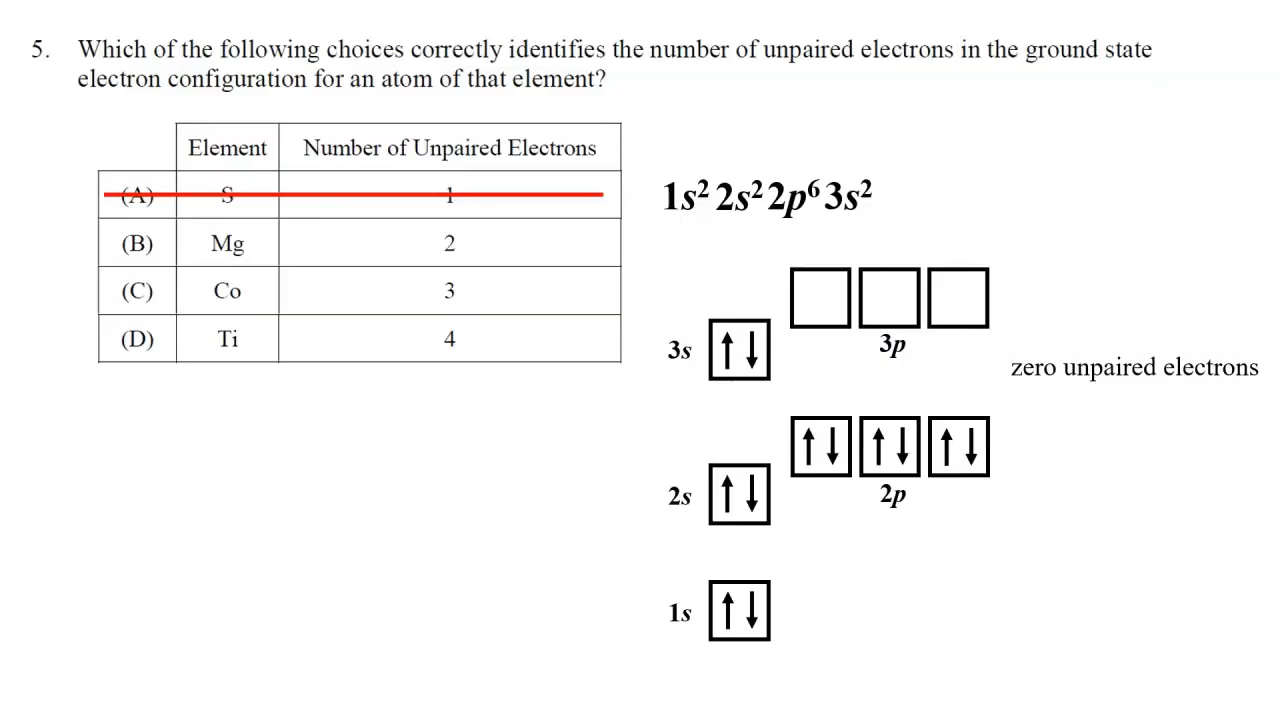 5. Which of the following choices correctly identifies the number of unpaired electrons in the ground state
electron configuration for an atom of that element?
Element Number of Unpaired Electrons
(A) S 1
(B) Mg 2
(C) Co 3
(D) Ti 4
1s² 2s² 2p⁶ 3s²
3s ↑↓
3p
zero unpaired electrons
↑↓ ↑↓ ↑↓
2s ↑↓
2p
1s ↑↓